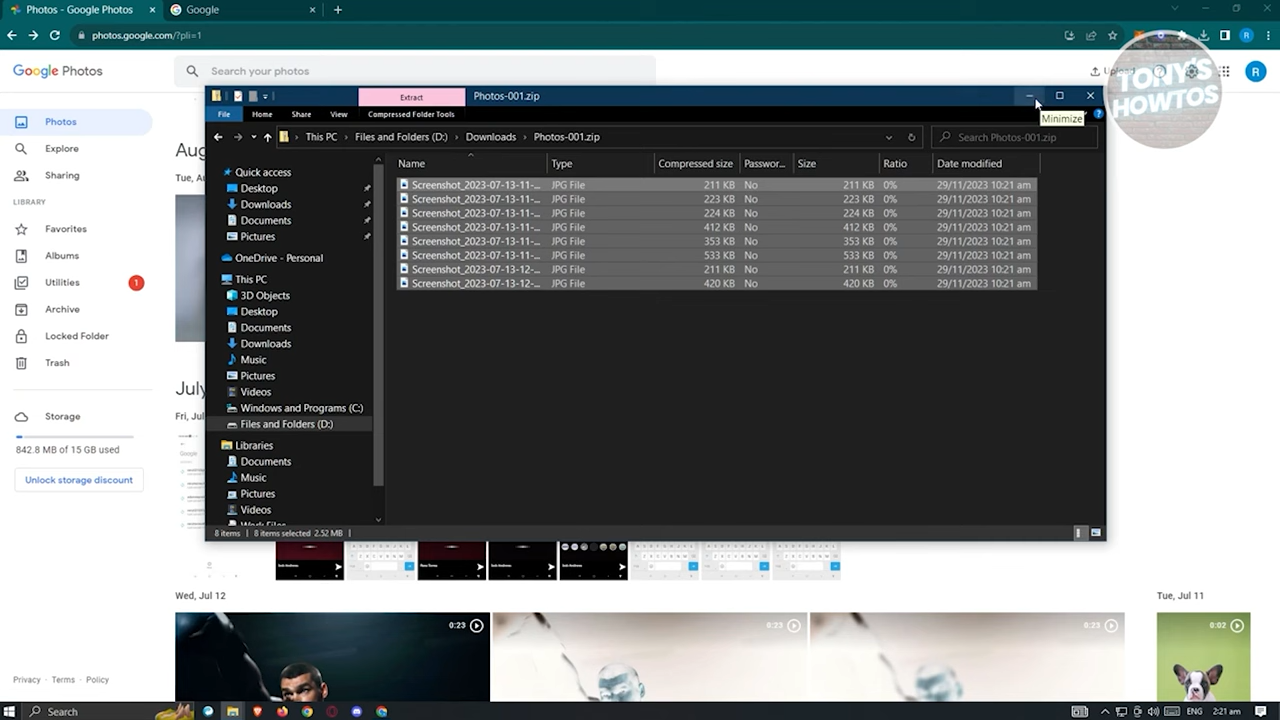 Photos - Google Photos
Google
photos.google.com/?pli=1
Google Photos
Search your photos
Upload
TONY'S
HOWTOS
Extract
Photos-001.zip
Minimize
File
Home
Share
View
Compressed Folder Tools
This PC
Files and Folders (D:)
Downloads
Photos-001.zip
Search Photos-001.zip
Photos
Explore
Sharing
LIBRARY
Favorites
Albums
Utilities
1
Archive
Locked Folder
Trash
Storage
842.8 MB of 15 GB used
Unlock storage discount
Privacy
Terms
Policy
Aug
Tue, Au
July
Fri, Jul
Quick access
Desktop
Downloads
Documents
Pictures
OneDrive - Personal
This PC
3D Objects
Desktop
Documents
Downloads
Music
Pictures
Videos
Windows and Programs (C:)
Files and Folders (D:)
Libraries
Documents
Music
Pictures
Videos
Work Files
Name Type Compressed size Passwor... Size Ratio Date modified
Screenshot_2023-07-13-11-... JPG File 211 KB No 211 KB 0% 29/11/2023 10:21 am
Screenshot_2023-07-13-11-... JPG File 223 KB No 223 KB 0% 29/11/2023 10:21 am
Screenshot_2023-07-13-11-... JPG File 224 KB No 224 KB 0% 29/11/2023 10:21 am
Screenshot_2023-07-13-11-... JPG File 412 KB No 412 KB 0% 29/11/2023 10:21 am
Screenshot_2023-07-13-11-... JPG File 353 KB No 353 KB 0% 29/11/2023 10:21 am
Screenshot_2023-07-13-11-... JPG File 533 KB No 533 KB 0% 29/11/2023 10:21 am
Screenshot_2023-07-13-12-... JPG File 211 KB No 211 KB 0% 29/11/2023 10:21 am
Screenshot_2023-07-13-12-... JPG File 420 KB No 420 KB 0% 29/11/2023 10:21 am
8 items
8 items selected 2.52 MB
Wed, Jul 12
Tue, Jul 11
0:23
0:23
0:23
0:02
Search
ENG
2:21 am
R
R